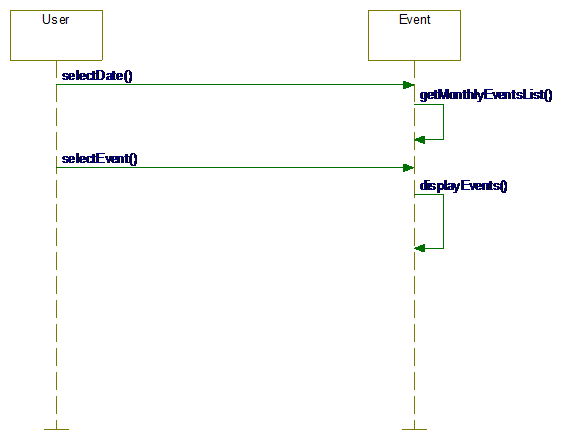 User
Event
selectDate()
getMonthlyEventsList()
selectEvent()
displayEvents()